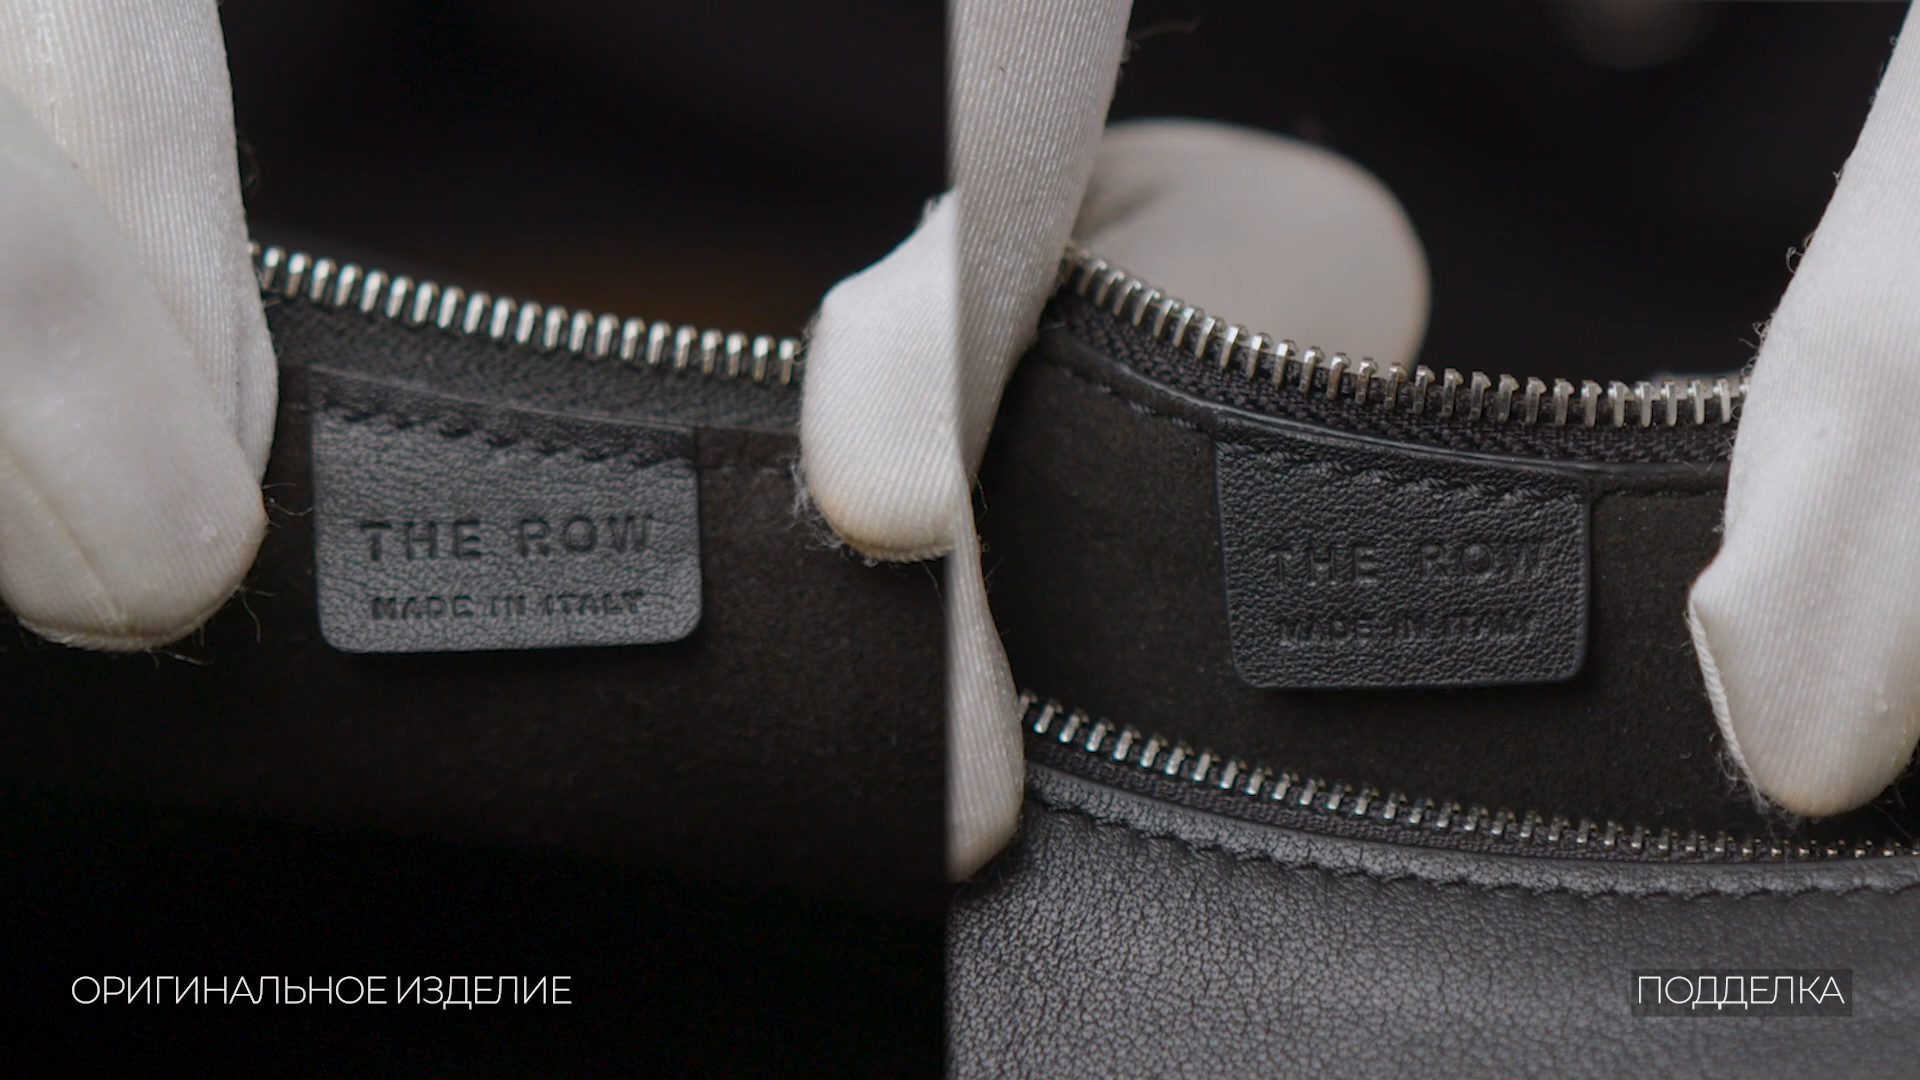 THE ROW
MADE IN ITALY
THE ROW
MADE IN ITALY
ОРИГИНАЛЬНОЕ ИЗДЕЛИЕ
ПОДДЕЛКА